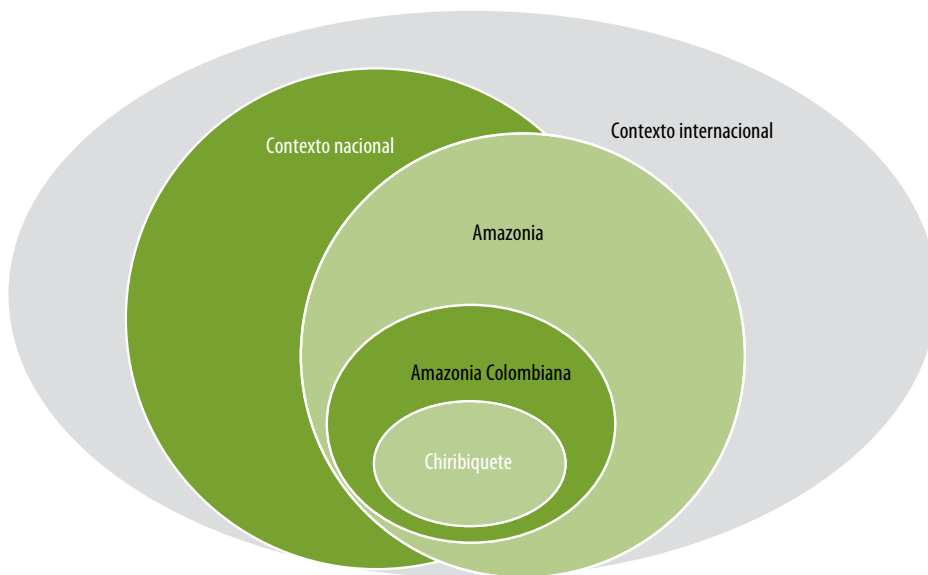 Contexto internacional
Contexto nacional
Amazonia
Amazonia Colombiana
Chiribiquete